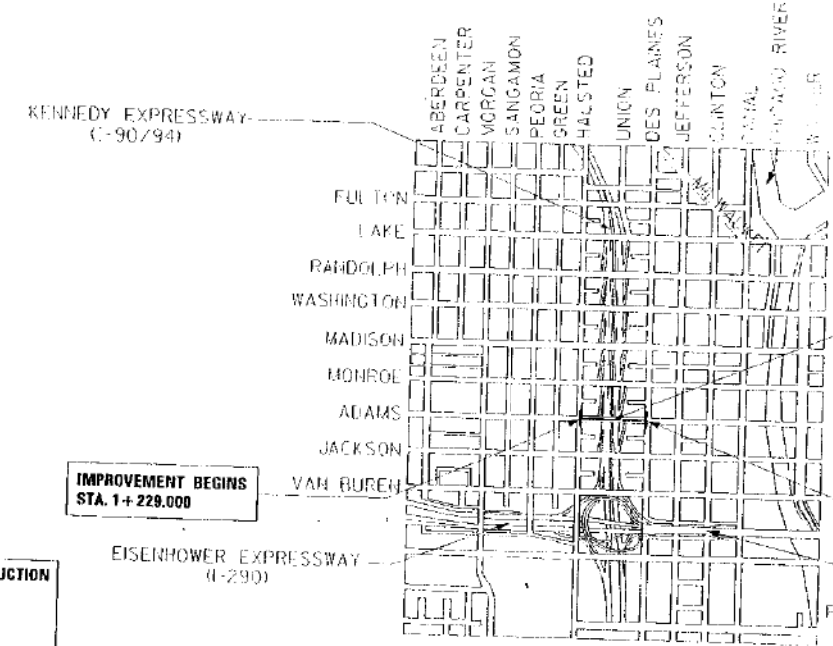 ABERDEEN
CARPENTER
MORGAN
SANGAMON
PEORIA
GREEN
HALSTED
UNION
DES PLAINES
JEFFERSON
CLINTON
CANAL
CHICAGO RIVER
KENNEDY EXPRESSWAY
(I-90/94)
FULTON
LAKE
RANDOLPH
WASHINGTON
MADISON
MONROE
ADAMS
JACKSON
VAN BUREN
IMPROVEMENT BEGINS
STA. 1+229.000
EISENHOWER EXPRESSWAY
(I-290)
UCTION